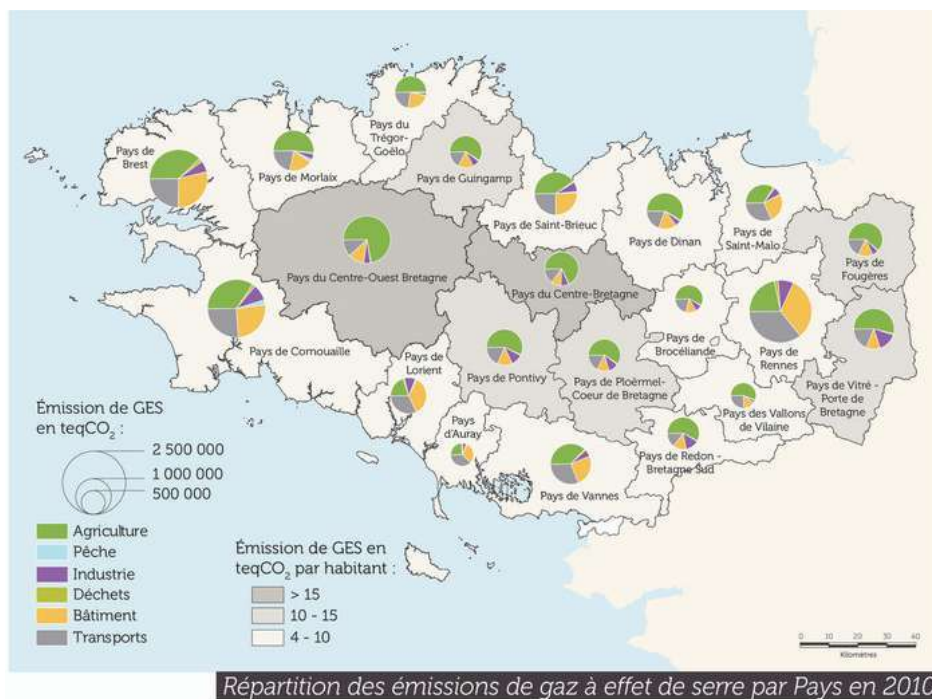 Pays du
Trégor-
Goëlo
Pays de
Brest
Pays de Morlaix
Pays de Guingamp
Pays de Saint-Brieuc
Pays de Dinan
Pays de
Saint-Malo
Pays de
Fougères
Pays du Centre-Ouest Bretagne
Pays du Centre-Bretagne
Pays de
Brocéliande
Pays de
Rennes
Pays de Cornouaille
Pays de
Lorient
Pays de Pontivy
Pays de Ploërmel-
Coeur de Bretagne
Pays de Vitré -
Porte de
Bretagne
Pays des Vallons
de Vilaine
Pays
d'Auray
Pays de Redon -
Bretagne Sud
Pays de Vannes
Émission de GES
en teqCO2 :
2 500 000
1 000 000
500 000
Agriculture
Pêche
Industrie
Déchets
Bâtiment
Transports
Émission de GES en
teqCO2 par habitant :
> 15
10 - 15
4 - 10
0 10 20 30 40
Kilomètres
Répartition des émissions de gaz à effet de serre par Pays en 2010